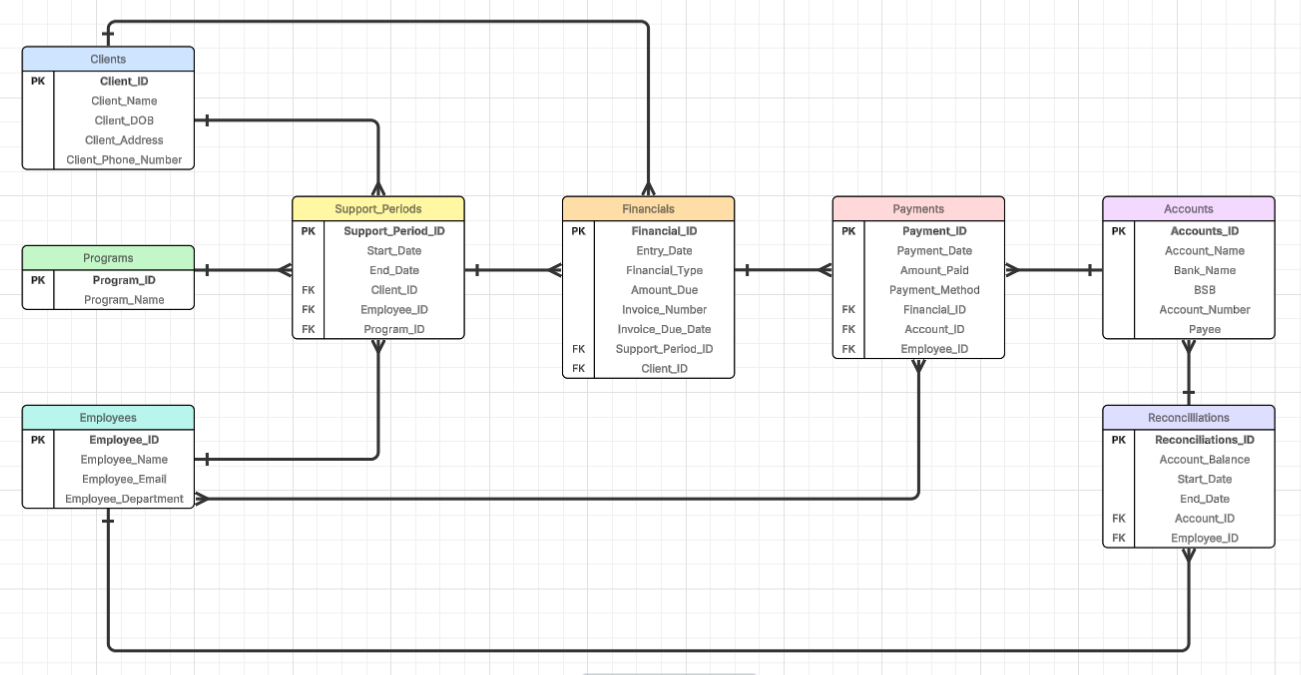 Clients
PK Client_ID
Client_Name
Client_DOB
Client_Address
Client_Phone_Number
Programs
PK Program_ID
Program_Name
Employees
PK Employee_ID
Employee_Name
Employee_Email
Employee_Department
Support_Periods
PK Support_Period_ID
Start_Date
End_Date
FK Client_ID
FK Employee_ID
FK Program_ID
Financials
PK Financial_ID
Entry_Date
Financial_Type
Amount_Due
Invoice_Number
Invoice_Due_Date
FK Support_Period_ID
FK Client_ID
Payments
PK Payment_ID
Payment_Date
Amount_Paid
Payment_Method
FK Financial_ID
FK Account_ID
FK Employee_ID
Accounts
PK Accounts_ID
Account_Name
Bank_Name
BSB
Account_Number
Payee
Reconcilliations
PK Reconciliations_ID
Account_Balance
Start_Date
End_Date
FK Account_ID
FK Employee_ID